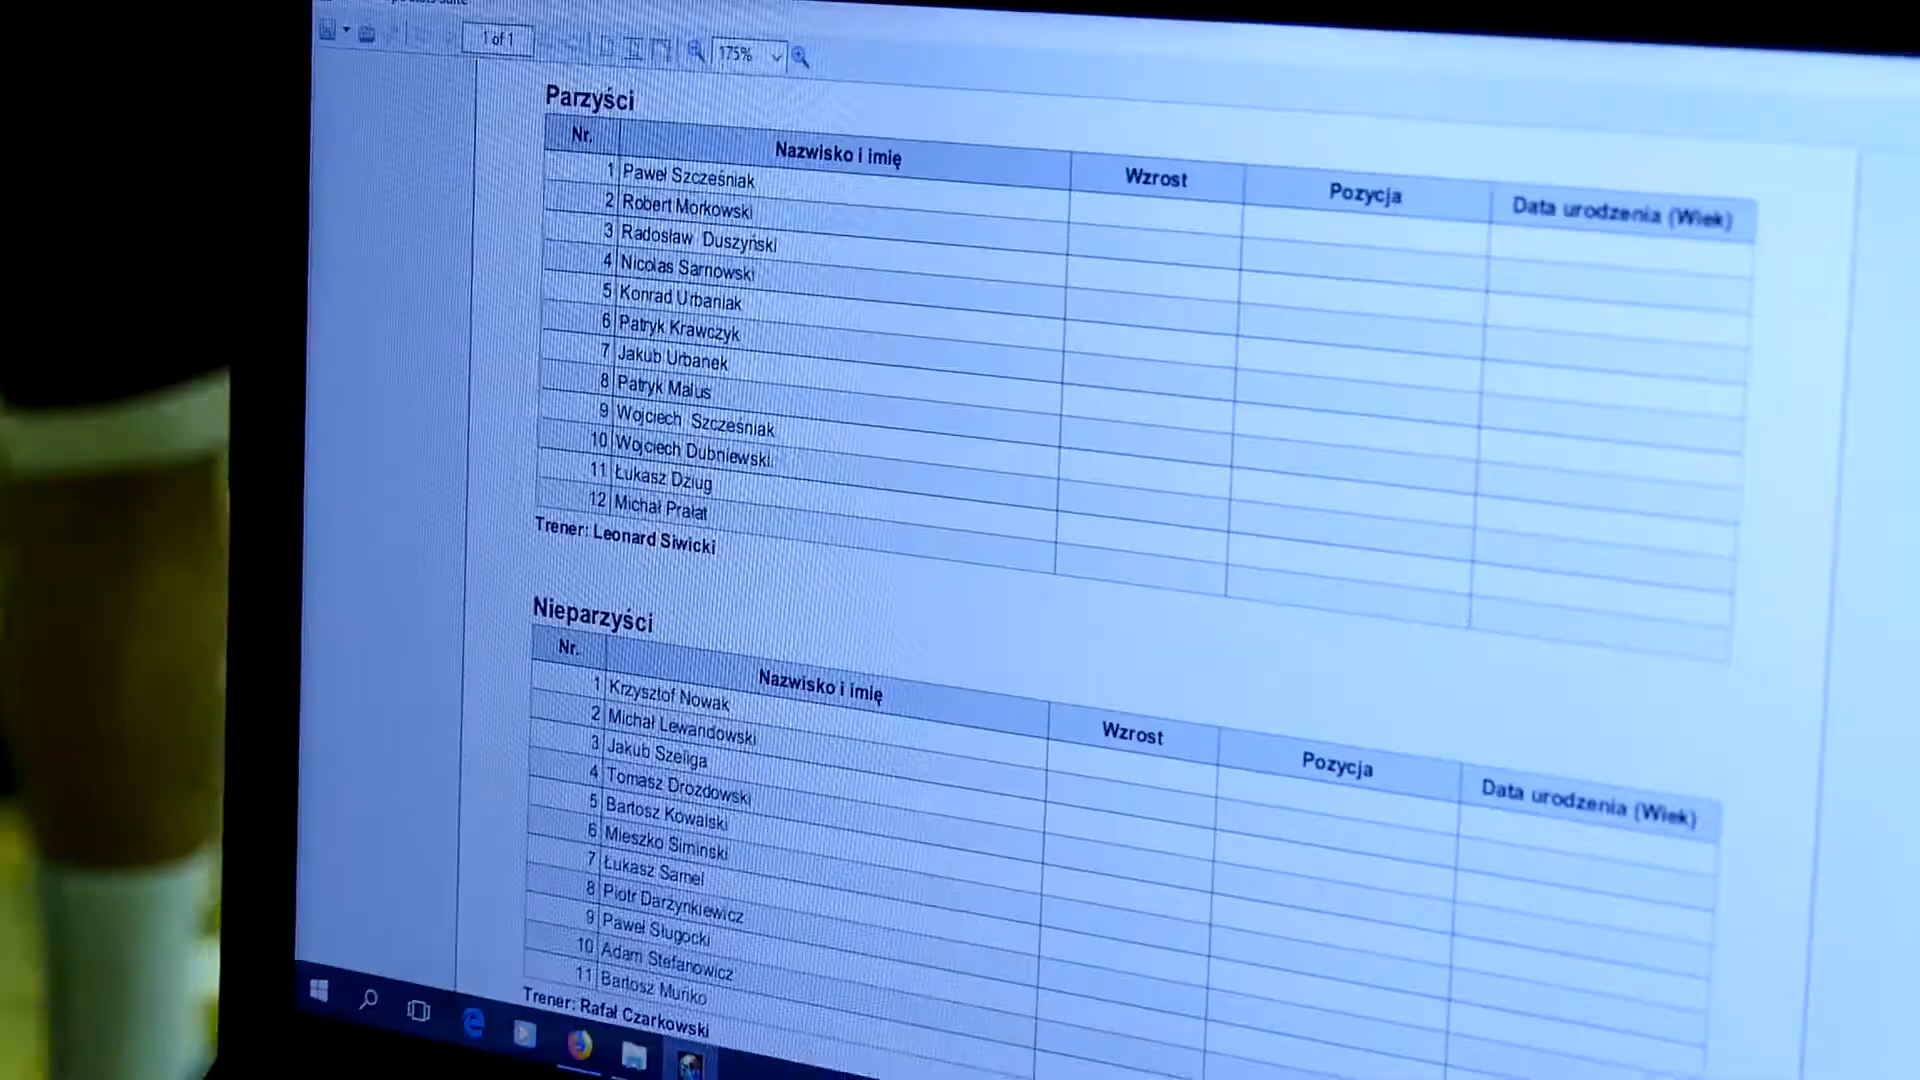 1 of 1
175%
Parzyści
Nr. Nazwisko i imię Wzrost Pozycja Data urodzenia (Wiek)
1 Paweł Szcześniak
2 Robert Morkowski
3 Radosław Duszyński
4 Nicolas Sarnowski
5 Konrad Urbaniak
6 Patryk Krawczyk
7 Jakub Urbanek
8 Patryk Malus
9 Wojciech Szcześniak
10 Wojciech Dubniewski
11 Łukasz Dziug
12 Michał Prałat
Trener: Leonard Siwicki
Nieparzyści
Nr. Nazwisko i imię Wzrost Pozycja Data urodzenia (Wiek)
1 Krzysztof Nowak
2 Michał Lewandowski
3 Jakub Szeliga
4 Tomasz Drozdowski
5 Bartosz Kowalski
6 Mieszko Siminski
7 Łukasz Samel
8 Piotr Darzynkiewicz
9 Paweł Sługocki
10 Adam Stefanowicz
11 Bartosz Muńko
Trener: Rafał Czarkowski